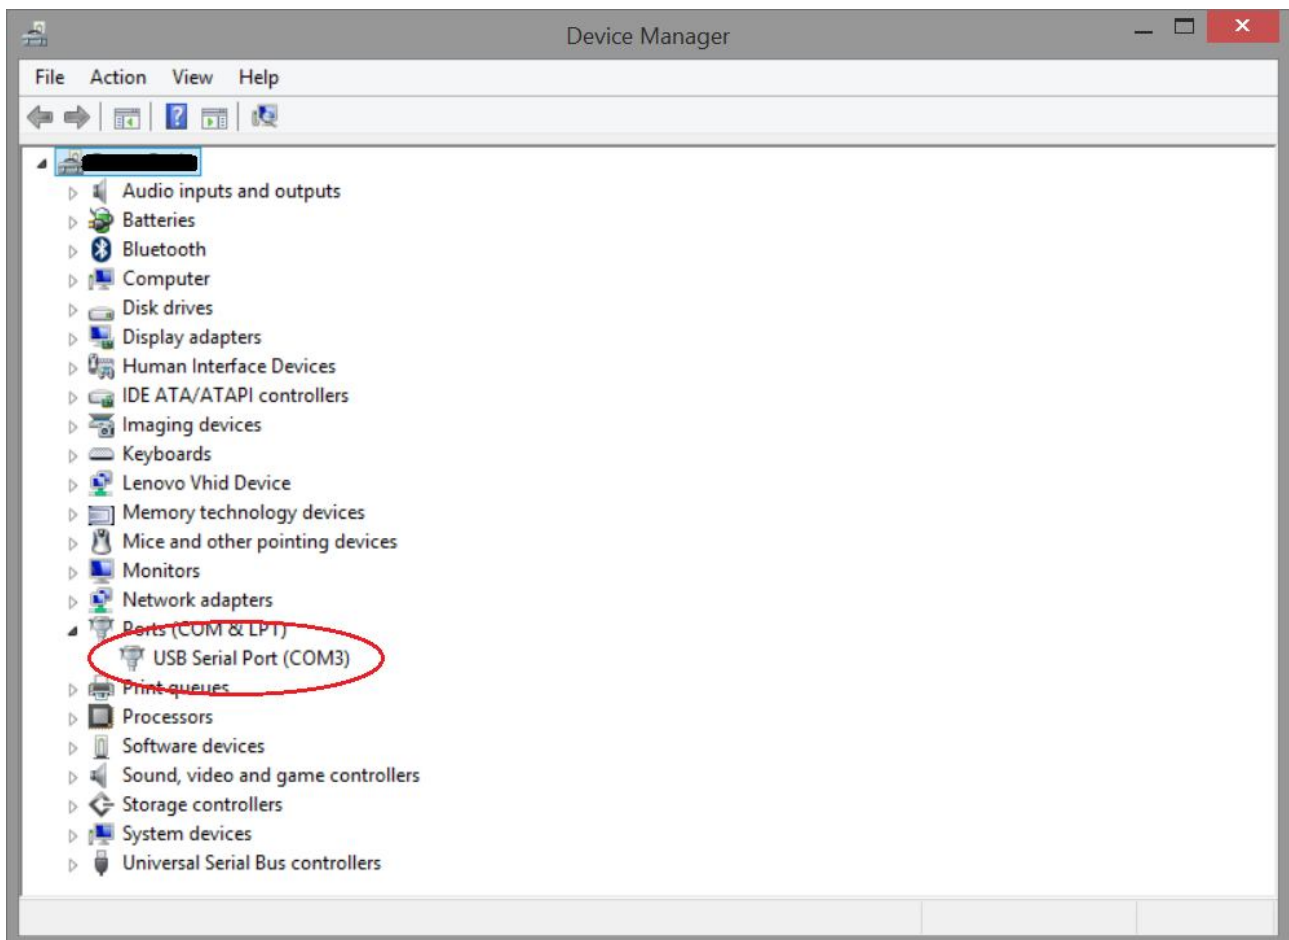 Device Manager
File Action View Help
Audio inputs and outputs
Batteries
Bluetooth
Computer
Disk drives
Display adapters
Human Interface Devices
IDE ATA/ATAPI controllers
Imaging devices
Keyboards
Lenovo Vhid Device
Memory technology devices
Mice and other pointing devices
Monitors
Network adapters
Ports (COM & LPT)
USB Serial Port (COM3)
Print queues
Processors
Software devices
Sound, video and game controllers
Storage controllers
System devices
Universal Serial Bus controllers